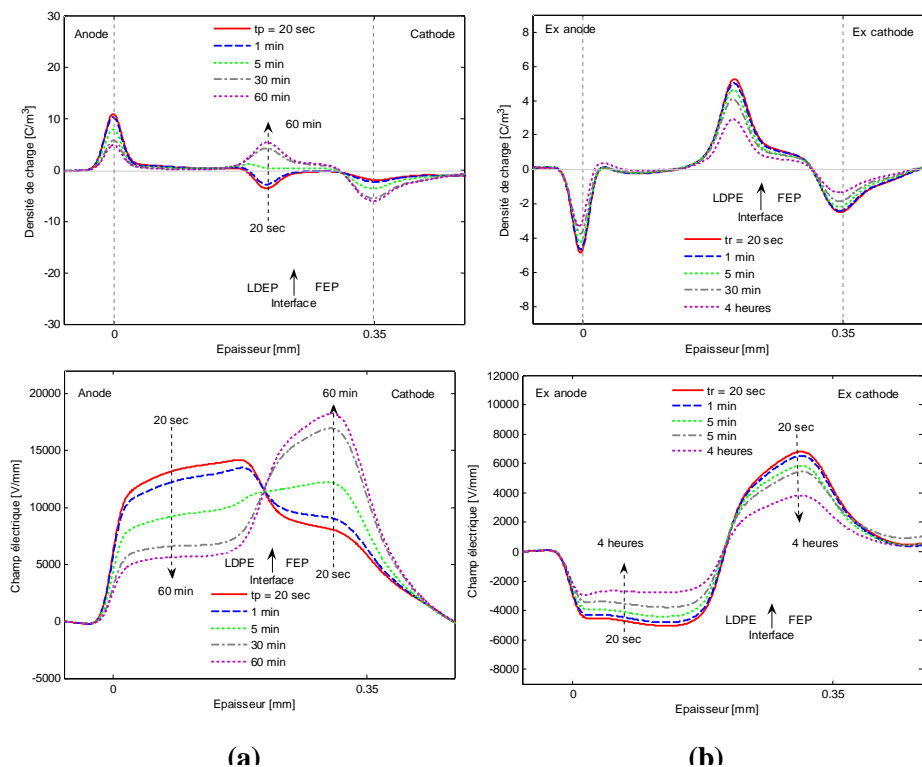 30
20
10
0
-10
-20
-30
Densité de charge [C/m³]
Anode
Cathode
tp = 20 sec
1 min
5 min
30 min
60 min
60 min
20 sec
LDEP FEP
Interface
0
0.35
Epaisseur [mm]
8
6
4
2
0
-2
-4
-6
-8
Densité de charge [C/m³]
Ex anode
Ex cathode
LDPE FEP
Interface
tr = 20 sec
1 min
5 min
30 min
4 heures
0
0.35
Epaisseur [mm]
20000
15000
10000
5000
0
-5000
Champ électrique [V/mm]
Anode
60 min
Cathode
20 sec
LDPE FEP
Interface
60 min
20 sec
tp = 20 sec
1 min
5 min
30 min
60 min
0
0.35
Epaisseur [mm]
12000
10000
8000
6000
4000
2000
0
-2000
-4000
-6000
-8000
Champ électrique [V/mm]
Ex anode
Ex cathode
tr = 20 sec
1 min
5 min
5 min
4 heures
20 sec
4 heures
4 heures
20 sec
LDPE FEP
Interface
0
0.35
Epaisseur [mm]
(a)
(b)